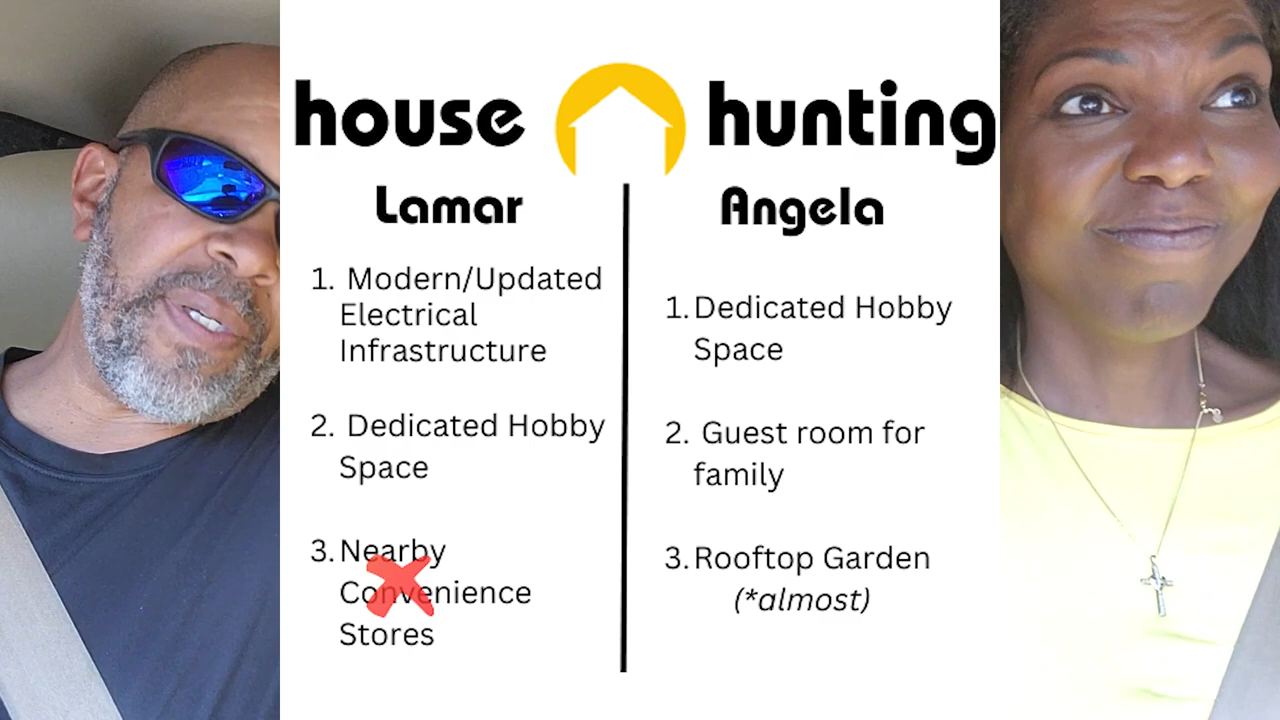 house hunting
Lamar
1. Modern/Updated
Electrical
Infrastructure
2. Dedicated Hobby
Space
3. Nearby
Convenience
Stores
Angela
1. Dedicated Hobby
Space
2. Guest room for
family
3. Rooftop Garden
(*almost)